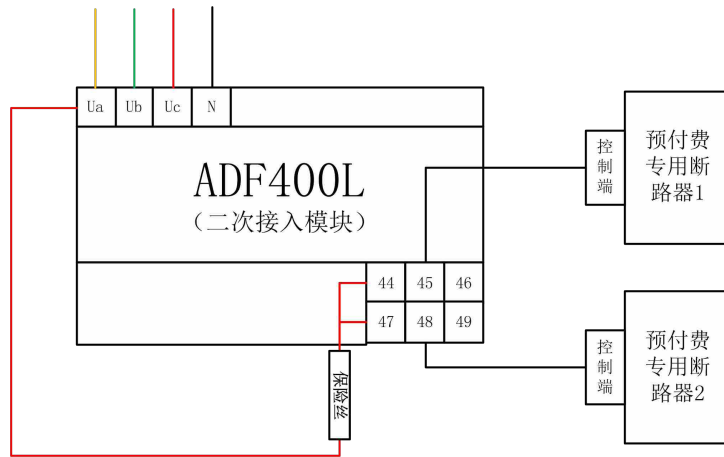 Ua Ub Uc N
ADF400L
(二次接入模块)
44 45 46
47 48 49
保险丝
控制端
预付费
专用断
路器1
控制端
预付费
专用断
路器2